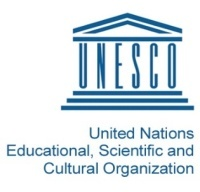 UNESCO
United Nations
Educational, Scientific and
Cultural Organization